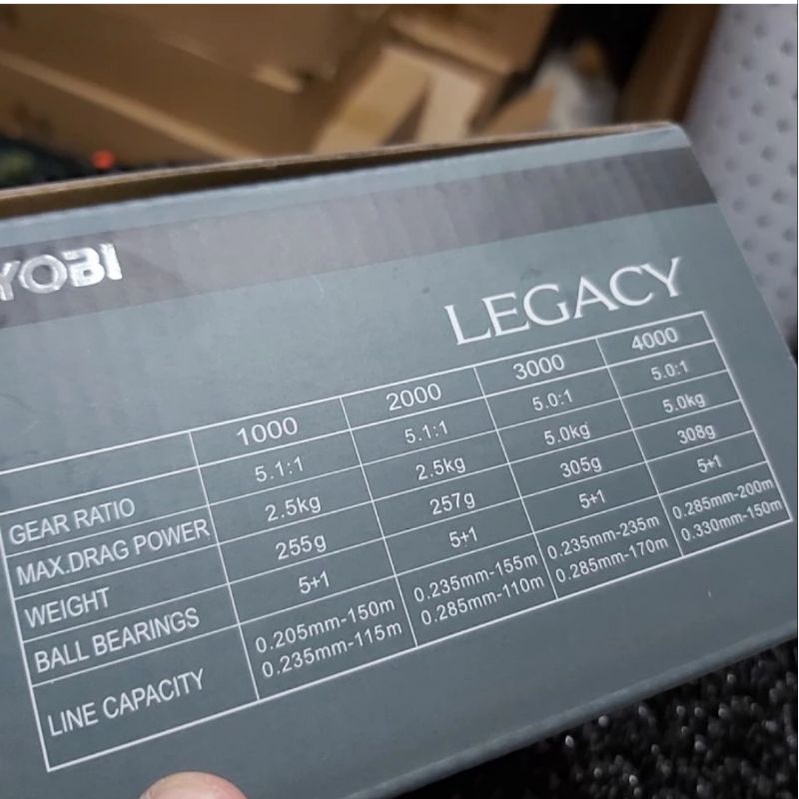 YOBI
LEGACY
1000 2000 3000 4000
GEAR RATIO 5.1:1 5.1:1 5.0:1 5.0:1
MAX.DRAG POWER 2.5kg 2.5kg 5.0kg 5.0kg
WEIGHT 255g 257g 305g 308g
BALL BEARINGS 5+1 5+1 5+1 5+1
LINE CAPACITY 0.205mm-150m 0.235mm-155m 0.235mm-235m 0.285mm-200m
0.235mm-115m 0.285mm-110m 0.285mm-170m 0.330mm-150m